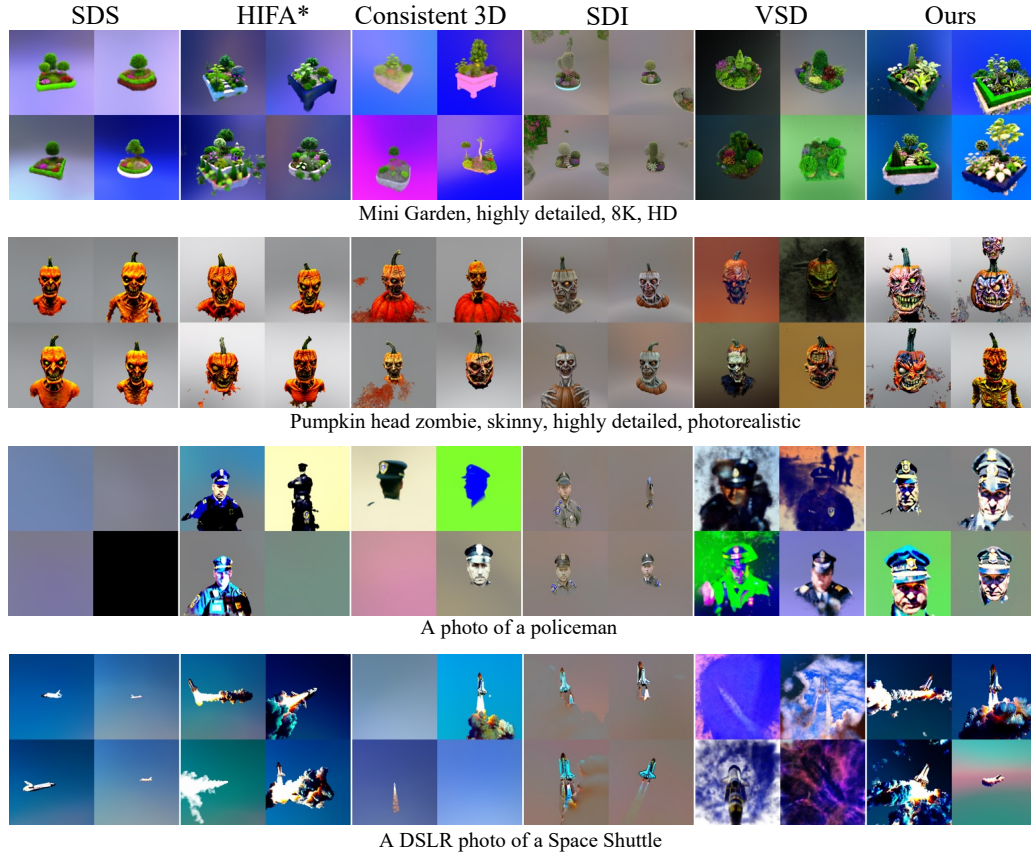 SDS HIFA* Consistent 3D SDI VSD Ours
Mini Garden, highly detailed, 8K, HD
Pumpkin head zombie, skinny, highly detailed, photorealistic
A photo of a policeman
A DSLR photo of a Space Shuttle